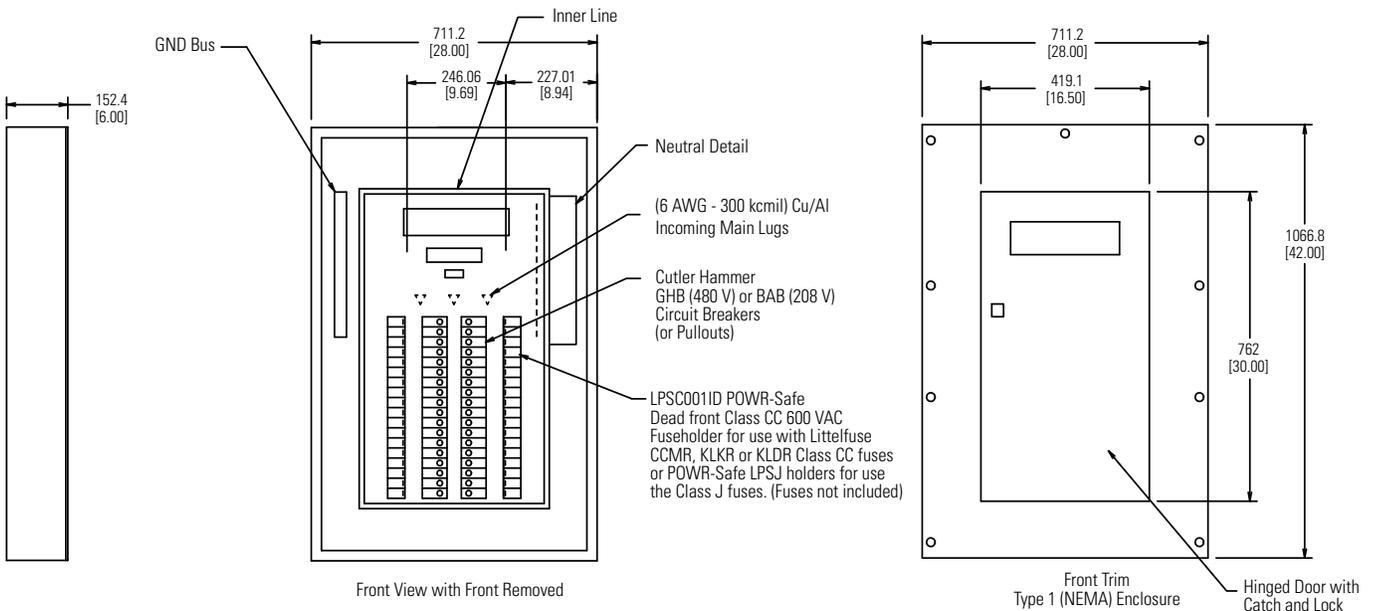 Inner Line
GND Bus
711.2
[28.00]
246.06
[9.69]
227.01
[8.94]
152.4
[6.00]
Neutral Detail
(6 AWG - 300 kcmil) Cu/Al
Incoming Main Lugs
Cutler Hammer
GHB (480 V) or BAB (208 V)
Circuit Breakers
(or Pullouts)
LPSC001ID POWR-Safe
Dead front Class CC 600 VAC
Fuseholder for use with Littelfuse
CCMR, KLKR or KLDR Class CC fuses
or POWR-Safe LPSJ holders for use
the Class J fuses. (Fuses not included)
Front View with Front Removed
711.2
[28.00]
419.1
[16.50]
1066.8
[42.00]
762
[30.00]
Front Trim
Type 1 (NEMA) Enclosure
Hinged Door with
Catch and Lock